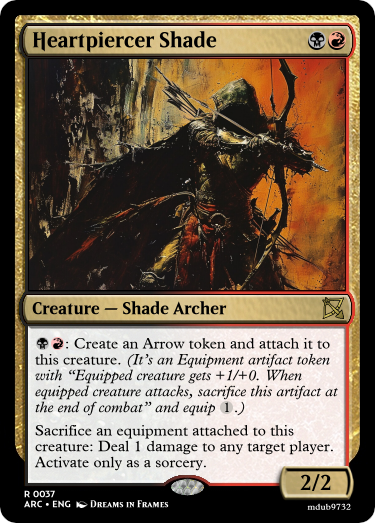 Heartpiercer Shade
Creature — Shade Archer
: Create an Arrow token and attach it to
this creature. (It's an Equipment artifact token
with “Equipped creature gets +1/+0. When
equipped creature attacks, sacrifice this artifact
at the end of combat” and equip 1.)
Sacrifice an equipment attached to this
creature: Deal 1 damage to any target player.
Activate only as a sorcery.
2/2
R 0037
ARC • ENG Dreams in Frames
mdub9732